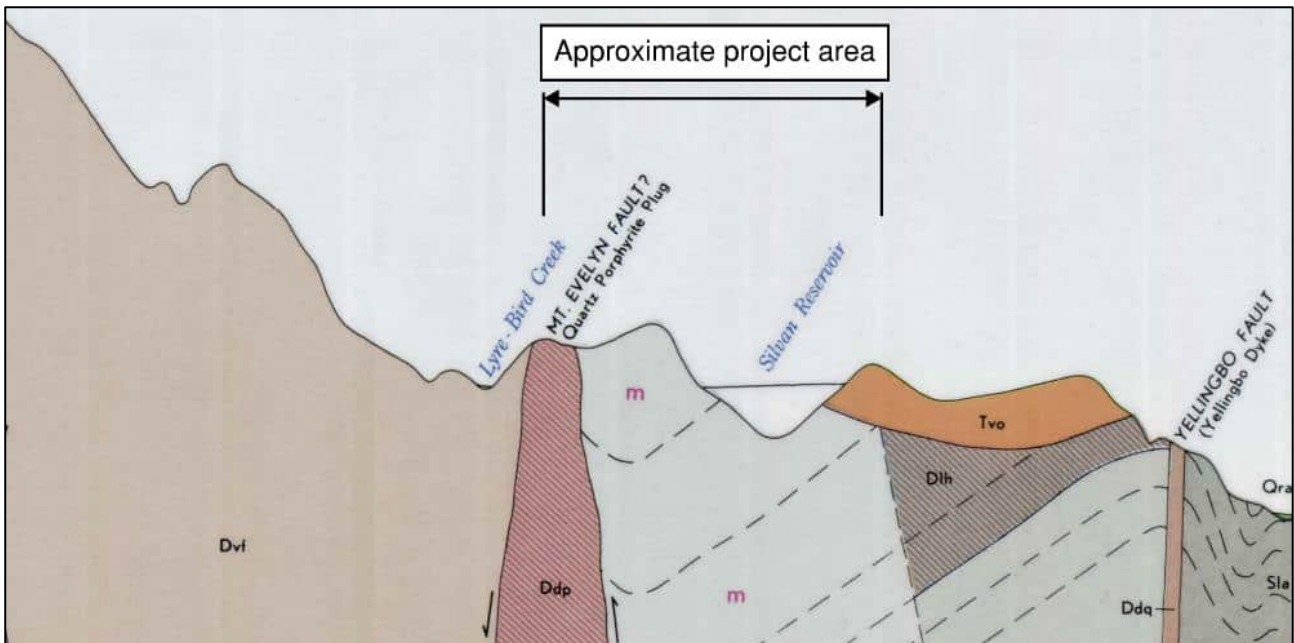 Approximate project area
Lyre-Bird Creek
MT. EVELYN FAULT?
Quartz Porphyrite Plug
Silvan Reservoir
YELLINGBO FAULT
(Yellingbo Dyke)
m
Tvo
Dlh
Qra
Dvf
Ddp
m
Ddq
Sla